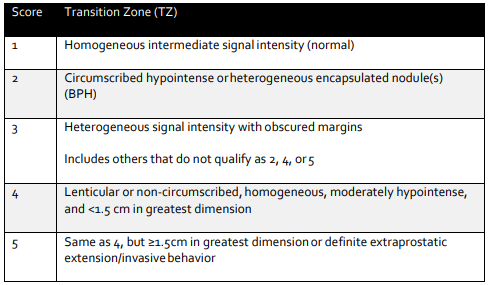 Score Transition Zone (TZ)
1 Homogeneous intermediate signal intensity (normal)
2 Circumscribed hypointense or heterogeneous encapsulated nodule(s)
(BPH)
3 Heterogeneous signal intensity with obscured margins
Includes others that do not qualify as 2, 4, or 5
4 Lenticular or non-circumscribed, homogeneous, moderately hypointense,
and <1.5 cm in greatest dimension
5 Same as 4, but ≥1.5cm in greatest dimension or definite extraprostatic
extension/invasive behavior